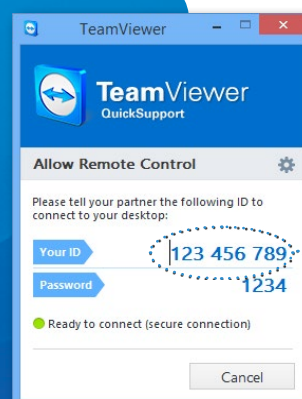 TeamViewer
TeamViewer
QuickSupport
Allow Remote Control
Please tell your partner the following ID to
connect to your desktop:
Your ID 123 456 789
Password 1234
Ready to connect (secure connection)
Cancel